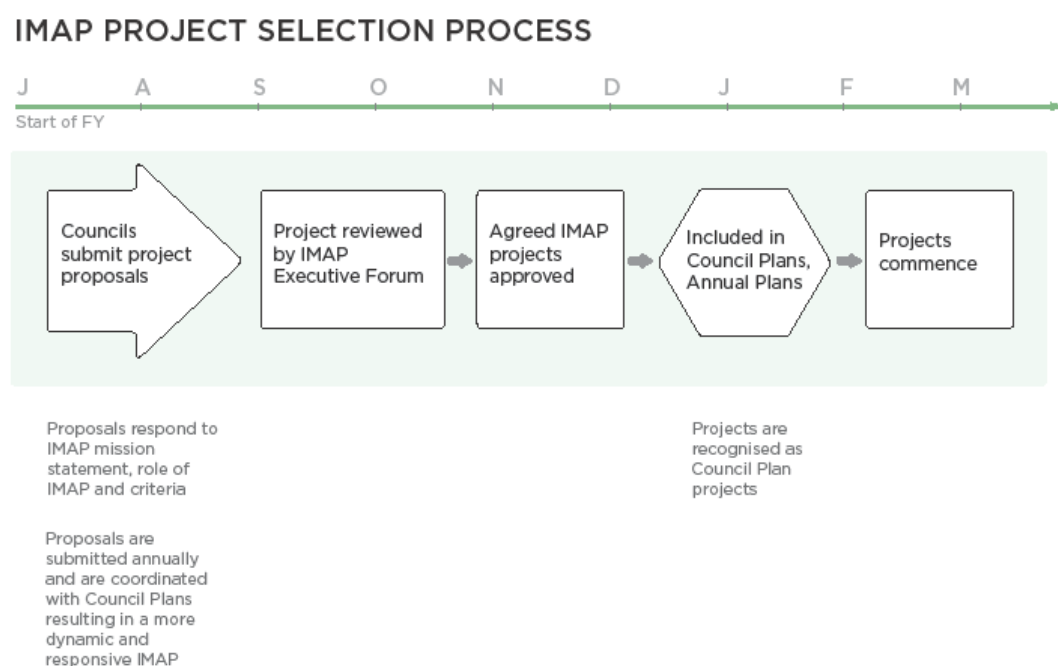 IMAP PROJECT SELECTION PROCESS
J A S O N D J F M
Start of FY
Councils
submit project
proposals
Project reviewed
by IMAP
Executive Forum
Agreed IMAP
projects
approved
Included in
Council Plans,
Annual Plans
Projects
commence
Proposals respond to
IMAP mission
statement, role of
IMAP and criteria
Proposals are
submitted annually
and are coordinated
with Council Plans
resulting in a more
dynamic and
responsive IMAP
Projects are
recognised as
Council Plan
projects